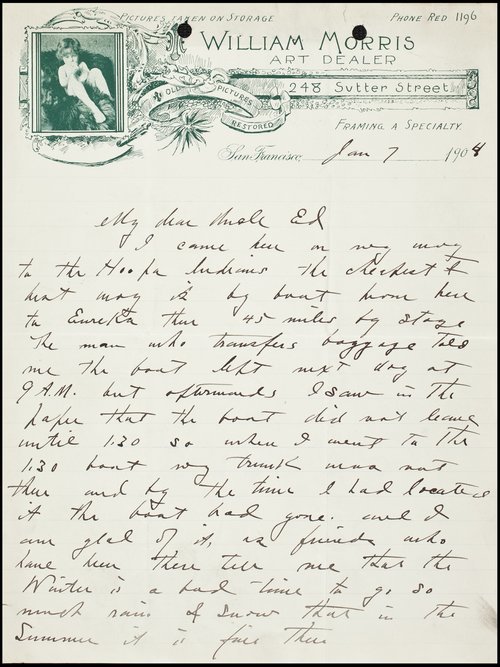 Pictures taken on Storage
Phone Red 1196
William Morris
Art Dealer
Old Pictures Restored
248 Sutter Street
Framing a Specialty
San Francisco, Jan 7 1904
My dear Uncle Ed
I came here on my way
to the Hoopa Indians the cheapest &
best way is by boat from here
to Eureka then 45 miles by stage
The man who transfers baggage told
me the boat left next day at
9 A.M. but afterwards I saw in the
paper that the boat did not leave
until 1:30 so when I went to the
1:30 boat my trunk was not
there and by the time I had located
it the boat had gone. and I
am glad of it, as friends who
have been there tell me that the
Winter is a bad time to go so
much rain & snow that in the
Summer it is fine there